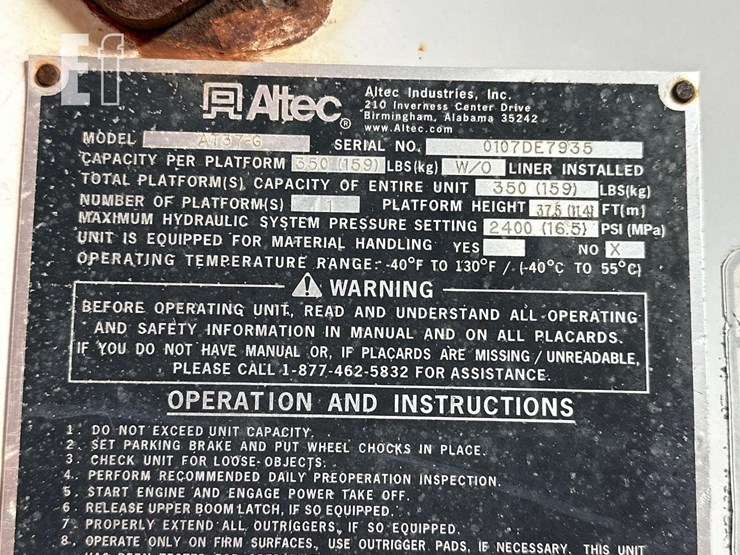 Ef
Altec®
Altec Industries, Inc.
210 Inverness Center Drive
Birmingham, Alabama 35242
www.Altec.com
MODEL AT37-G SERIAL NO. 0107DE7935
CAPACITY PER PLATFORM 350 (159) LBS(kg) W/O LINER INSTALLED
TOTAL PLATFORM(S) CAPACITY OF ENTIRE UNIT 350 (159) LBS(kg)
NUMBER OF PLATFORM(S) 1 PLATFORM HEIGHT 37.5 (11.4) FT(m)
MAXIMUM HYDRAULIC SYSTEM PRESSURE SETTING 2400 (16.5) PSI (MPa)
UNIT IS EQUIPPED FOR MATERIAL HANDLING YES NO X
OPERATING TEMPERATURE RANGE: -40°F TO 130°F / (-40°C TO 55°C)
WARNING
BEFORE OPERATING UNIT, READ AND UNDERSTAND ALL OPERATING
AND SAFETY INFORMATION IN MANUAL AND ON ALL PLACARDS.
IF YOU DO NOT HAVE MANUAL OR, IF PLACARDS ARE MISSING / UNREADABLE,
PLEASE CALL 1-877-462-5832 FOR ASSISTANCE.
OPERATION AND INSTRUCTIONS
1. DO NOT EXCEED UNIT CAPACITY.
2. SET PARKING BRAKE AND PUT WHEEL CHOCKS IN PLACE.
3. CHECK UNIT FOR LOOSE OBJECTS.
4. PERFORM RECOMMENDED DAILY PREOPERATION INSPECTION.
5. START ENGINE AND ENGAGE POWER TAKE OFF.
6. RELEASE UPPER BOOM LATCH, IF SO EQUIPPED.
7. PROPERLY EXTEND ALL OUTRIGGERS, IF SO EQUIPPED.
8. OPERATE ONLY ON FIRM SURFACES, USE OUTRIGGER PADS, IF NECESSARY. THIS UNIT